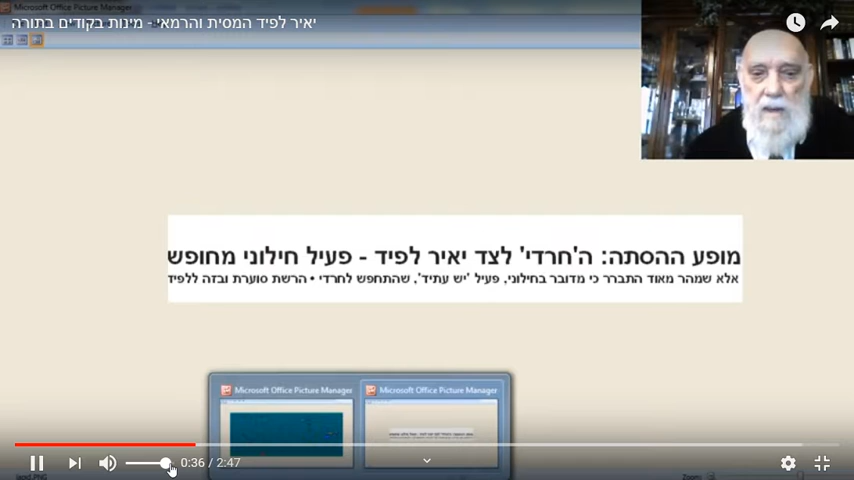 Microsoft Office Picture Manager
יאיר לפיד המסית והרמאי - מינות בקודים בתורה
מופע ההסתה: ה'חרדי' לצד יאיר לפיד - פעיל חילוני מחופש
אלא שמהר מאוד התברר כי מדובר בחילוני, פעיל 'יש עתיד', שהתחפש לחרדי • הרשת סוערת ובזה ללפיד
Microsoft Office Picture Manager
Microsoft Office Picture Manager
0:36 / 2:47
Zoom: